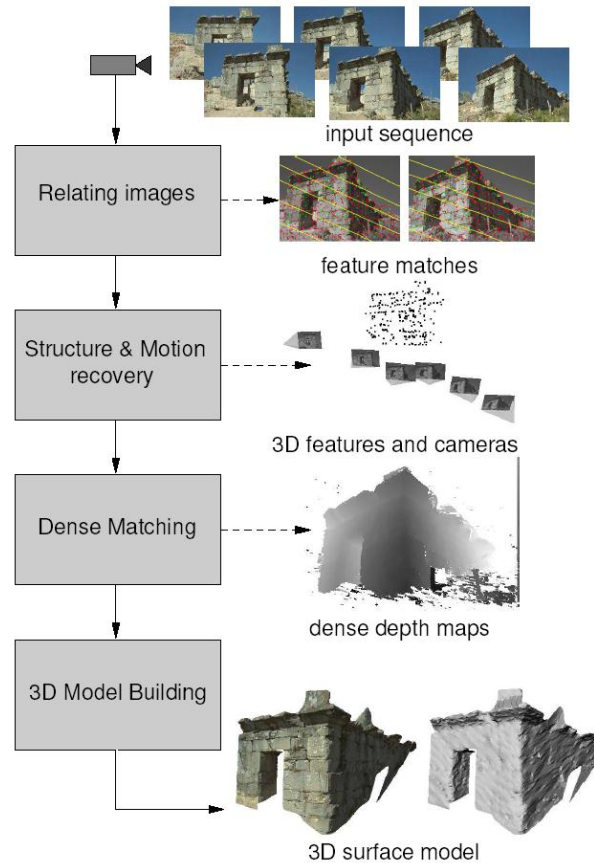 input sequence
Relating images
feature matches
Structure & Motion
recovery
3D features and cameras
Dense Matching
dense depth maps
3D Model Building
3D surface model